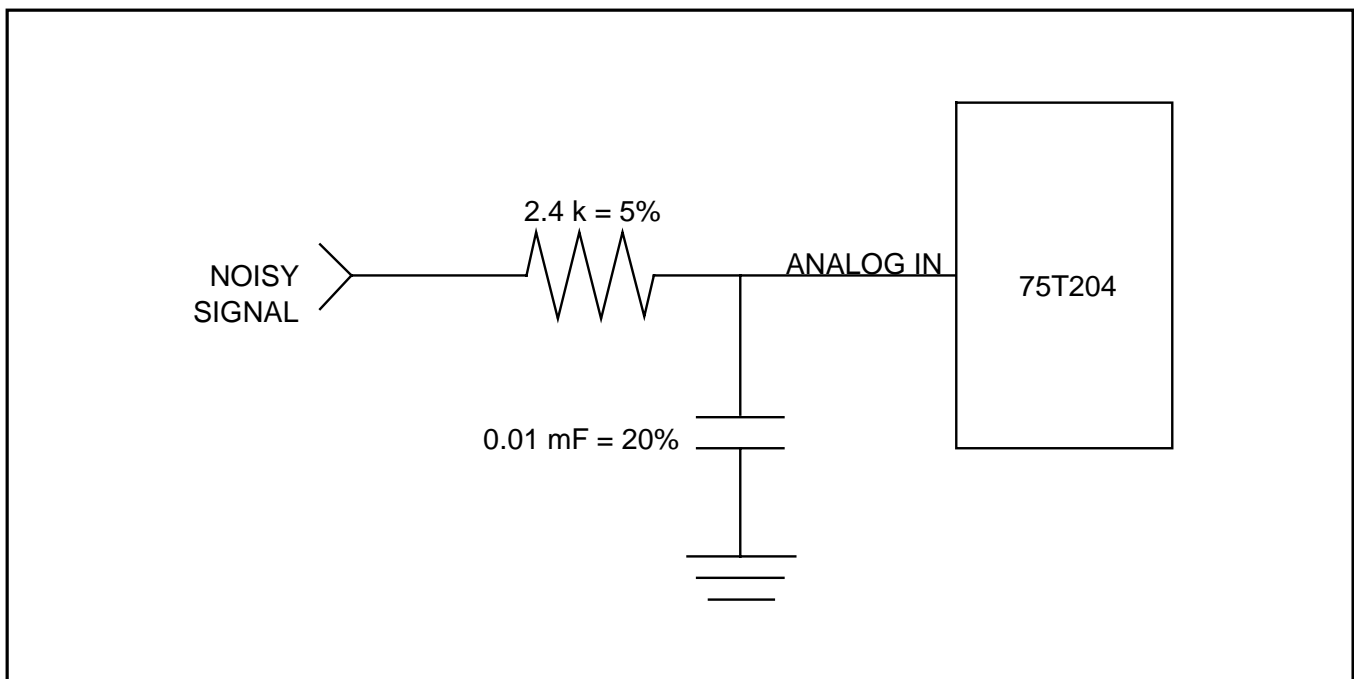 2.4 k = 5%
NOISY
SIGNAL
ANALOG IN
75T204
0.01 mF = 20%